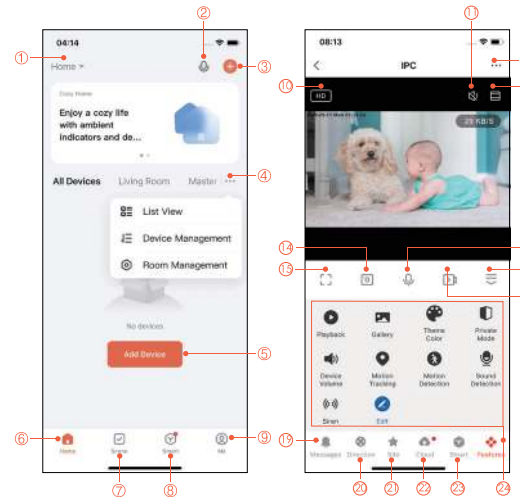 ②
⑪
04:14
08:13
①
Home
③
IPC
⑩
HD
Cozy Home
Enjoy a cozy life
with ambient
indicators and de...
29 KB/S
All Devices Living Room Master ...
④
List View
Device Management
Room Management
⑭
⑮
No devices
Add Device
⑤
Playback Gallery Theme Color Private Mode
Device Volume Motion Tracking Motion Detection Sound Detection
Siren Edit
⑥
⑨
⑲
Home Scene Smart Me
Messages Direction Site Cloud Smart Features
⑦
⑧
⑳
㉑
㉒
㉓
㉔